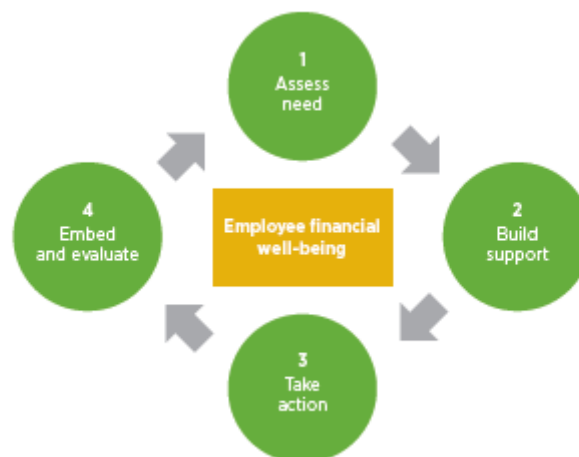 1
Assess
need
2
Build
support
3
Take
action
4
Embed
and evaluate
Employee financial
well-being